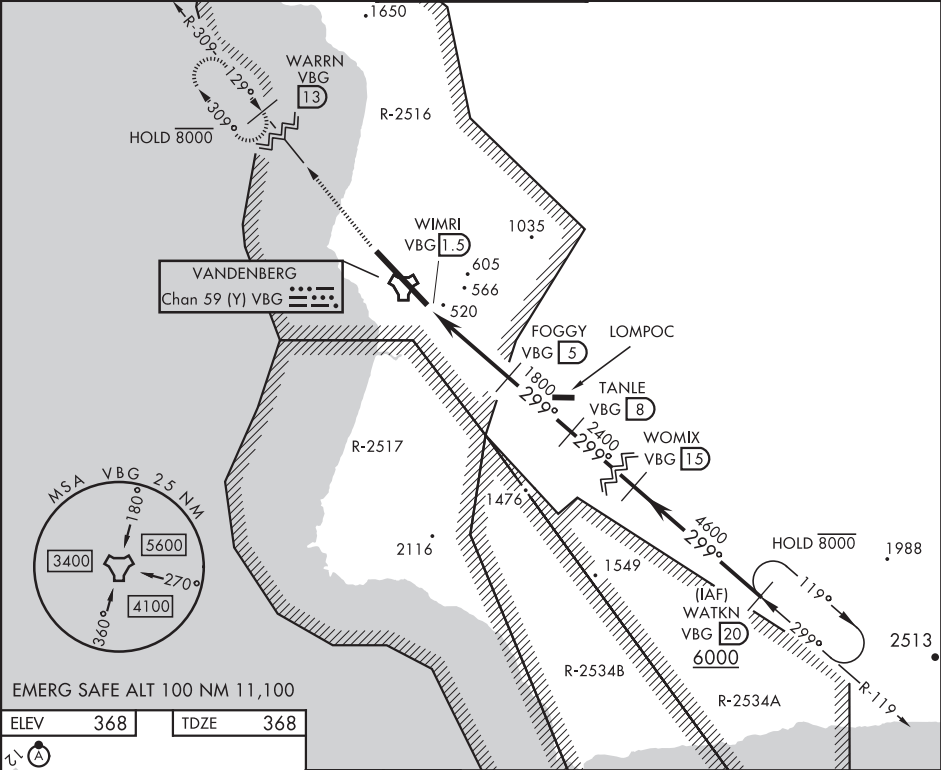 1650
R-309
WARRN
VBG
13
129°
309°
HOLD 8000
R-2516
WIMRI
VBG 1.5
1035
605
566
520
VANDENBERG
Chan 59 (Y) VBG
FOGGY
VBG 5
LOMPOC
1800
299°
TANLE
VBG 8
2400
299°
WOMIX
VBG 15
R-2517
1476
4600
299°
HOLD 8000
1988
2116
1549
119°
(IAF)
WATKN
VBG 20
6000
299°
2513
R-2534B
R-2534A
R-119
MSA VBG 25 NM
180°
3400
5600
270°
4100
360°
EMERG SAFE ALT 100 NM 11,100
ELEV 368
TDZE 368
12
A